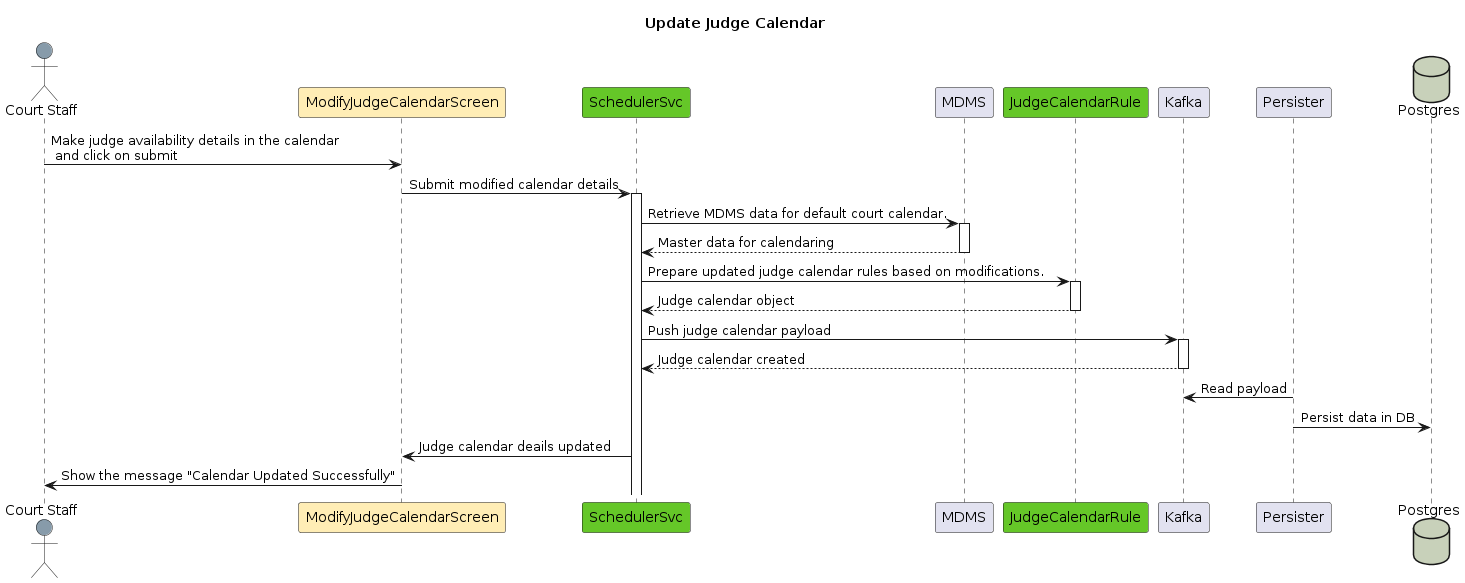 Update Judge Calendar
Court Staff
ModifyJudgeCalendarScreen
SchedulerSvc
MDMS
JudgeCalendarRule
Kafka
Persister
Postgres
Make judge availability details in the calendar
and click on submit
Submit modified calendar details
Retrieve MDMS data for default court calendar.
Master data for calendaring
Prepare updated judge calendar rules based on modifications.
Judge calendar object
Push judge calendar payload
Judge calendar created
Read payload
Persist data in DB
Judge calendar deails updated
Show the message "Calendar Updated Successfully"
Court Staff
ModifyJudgeCalendarScreen
SchedulerSvc
MDMS
JudgeCalendarRule
Kafka
Persister
Postgres